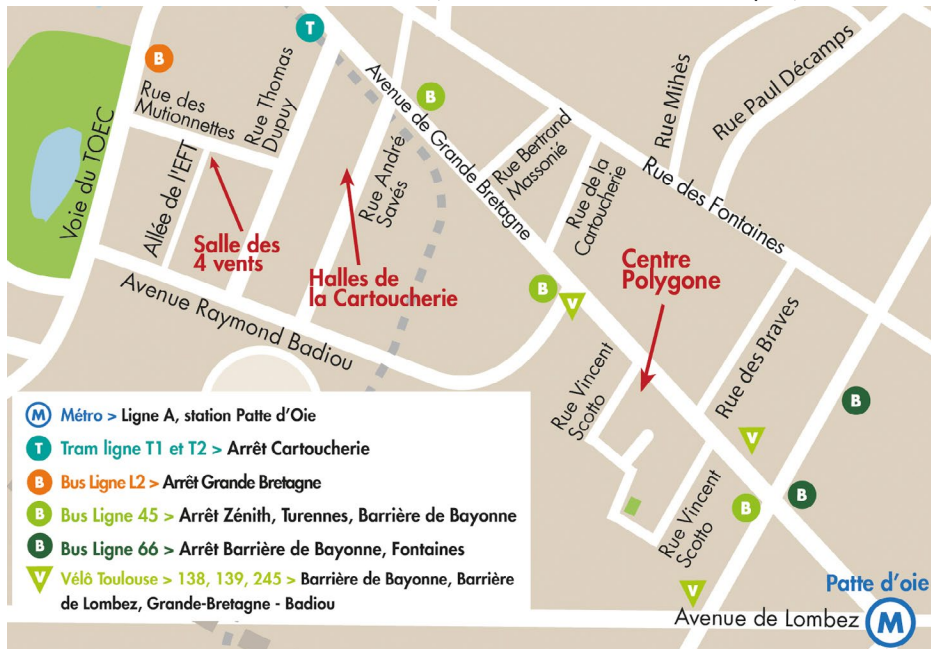 T
B
Avenue de Grande Bretagne
Rue des
Mutionnettes
Rue Thomas
Dupuy
B
Rue Mihès
Rue Paul Décamps
Voie du TOEC
Allée de l'EFT
Rue André
Savés
Rue Bertrand
Massonié
Rue de la
Cartoucherie
Rue des Fontaines
Salle des
4 vents
Halles de
la Cartoucherie
Centre
Polygone
Avenue Raymond Badiou
B
V
Rue Vincent
Scotto
Rue des Braves
B
V
B
B
Rue Vincent
Scotto
V
Patte d'oie
Avenue de Lombez
M
M Métro > Ligne A, station Patte d'Oie
T Tram ligne T1 et T2 > Arrêt Cartoucherie
B Bus Ligne L2 > Arrêt Grande Bretagne
B Bus Ligne 45 > Arrêt Zénith, Turennes, Barrière de Bayonne
B Bus Ligne 66 > Arrêt Barrière de Bayonne, Fontaines
V Vélô Toulouse > 138, 139, 245 > Barrière de Bayonne, Barrière
de Lombez, Grande-Bretagne - Badiou